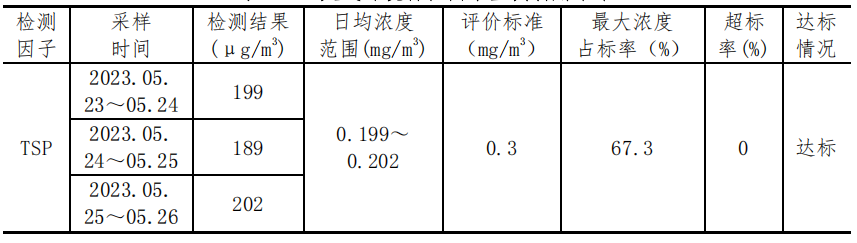 检测因子 采样时间 检测结果(μg/m³) 日均浓度范围(mg/m³) 评价标准(mg/m³) 最大浓度占标率(%) 超标率(%) 达标情况
TSP 2023.05.23～05.24 199 0.199～0.202 0.3 67.3 0 达标
2023.05.24～05.25 189
2023.05.25～05.26 202